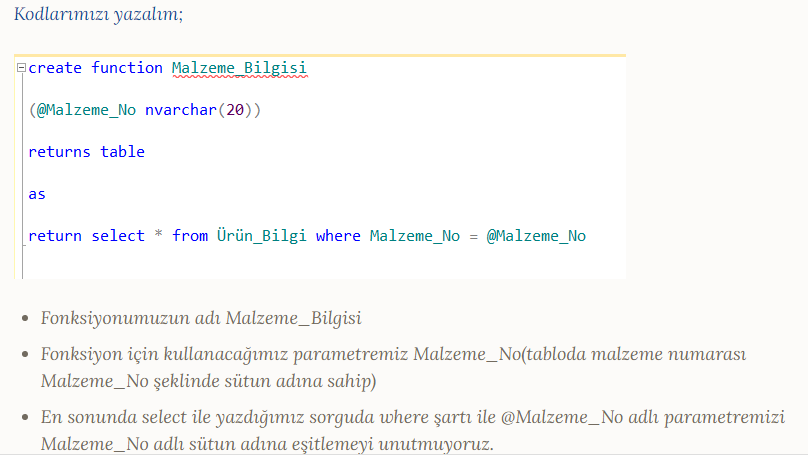 Kodlarımızı yazalım;
create function Malzeme_Bilgisi
(@Malzeme_No nvarchar(20))
returns table
as
return select * from Ürün_Bilgi where Malzeme_No = @Malzeme_No
• Fonksiyonumuzun adı Malzeme_Bilgisi
• Fonksiyon için kullanacağımız parametremiz Malzeme_No(tabloda malzeme numarası
Malzeme_No şeklinde sütun adına sahip)
• En sonunda select ile yazdığımız sorguda where şartı ile @Malzeme_No adlı parametremizi
Malzeme_No adlı sütun adına eşitlemeyi unutmuyoruz.